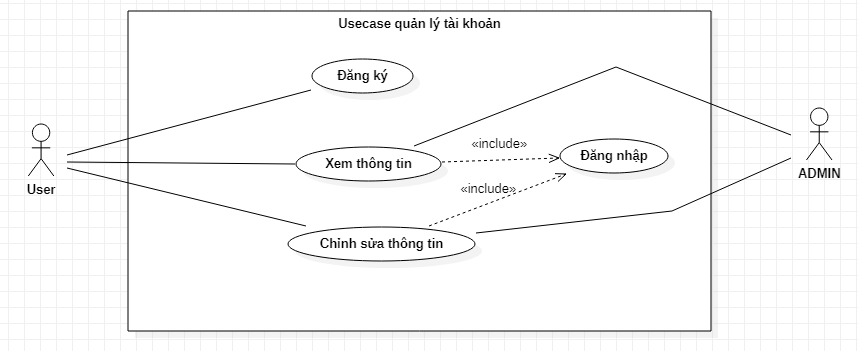 Usecase quản lý tài khoản
Đăng ký
«include»
Xem thông tin
Đăng nhập
ADMIN
User
«include»
Chỉnh sửa thông tin